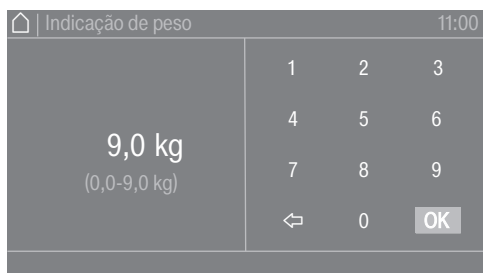 Indicação de peso 11:00
9,0 kg
(0,0-9,0 kg)
1 2 3
4 5 6
7 8 9
0 OK